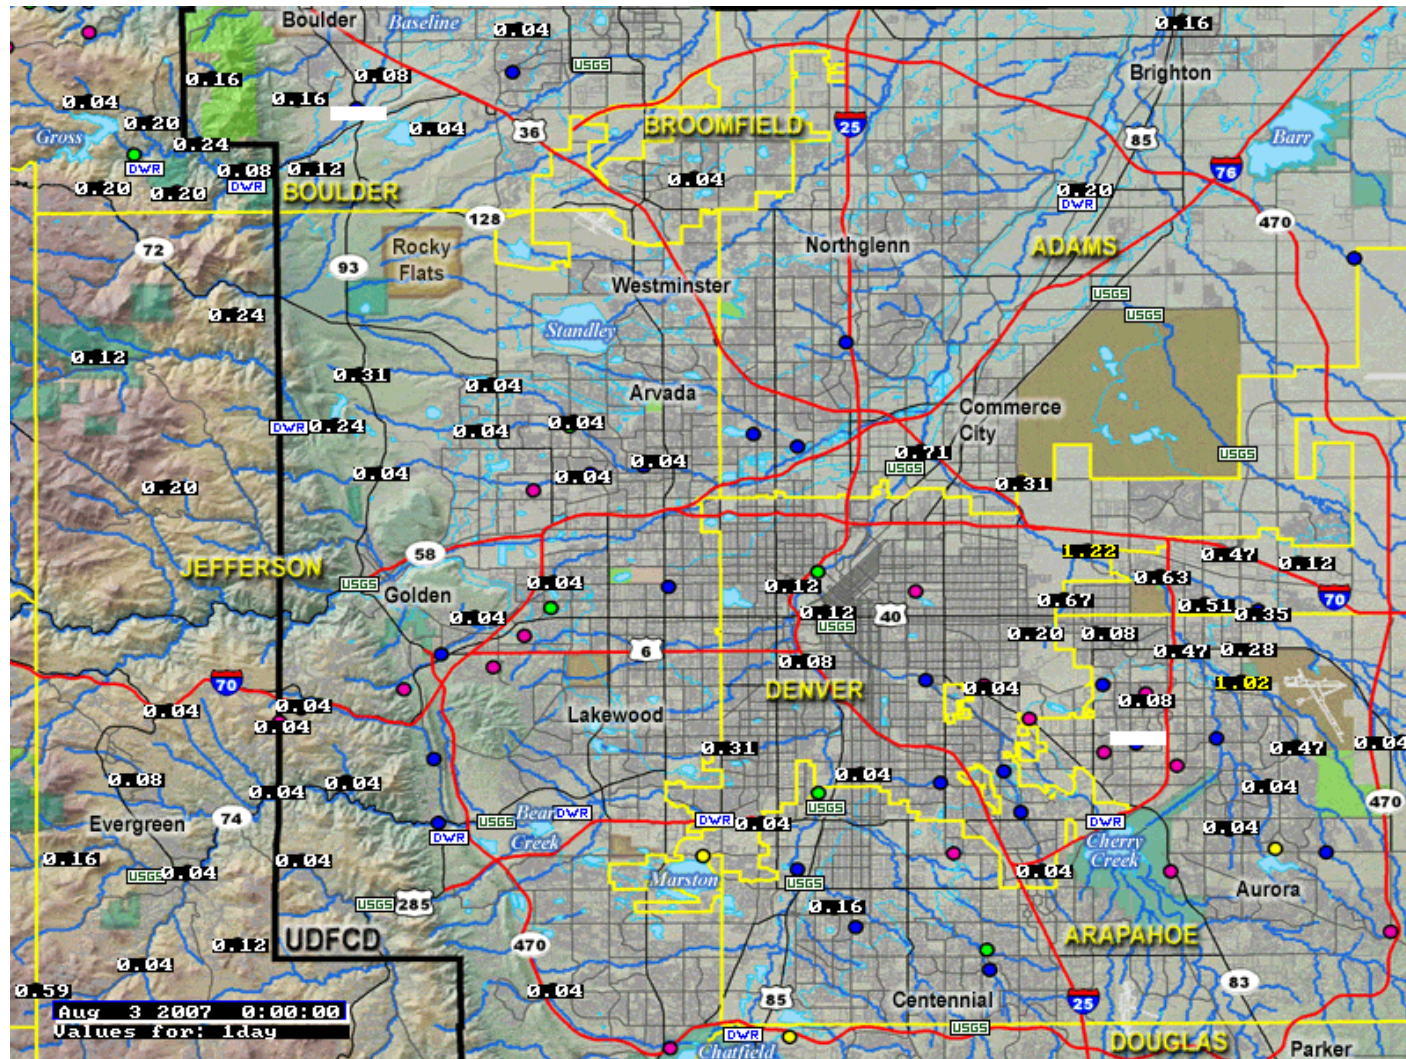 Boulder
Baseline
0.04
0.16
USGS
0.08
Brighton
0.16
0.16
0.04
0.20
Gross
0.04
36
BROOMFIELD
25
85
Barr
0.24
DWR
0.08
DWR
0.12
76
0.20
0.20
BOULDER
0.04
0.20
DWR
128
470
72
Rocky
Flats
Northglenn
ADAMS
93
Westminster
USGS
USGS
0.24
Standley
0.12
0.31
0.04
Arvada
Commerce
City
DWR
0.24
0.04
0.04
0.71
USGS
USGS
0.04
0.04
0.04
0.20
0.31
58
1.22
0.47
0.12
JEFFERSON
USGS
Golden
0.04
0.12
0.63
70
0.04
0.12
USGS
40
0.67
0.51
0.35
0.20
0.08
6
0.08
0.47
0.28
70
DENVER
0.04
1.02
0.04
0.04
0.04
Lakewood
0.08
0.31
0.47
0.04
0.08
0.04
0.04
0.04
0.04
470
Evergreen
74
USGS
Bear
Creek
DWR
DWR
0.04
USGS
DWR
0.04
DWR
Cherry
Creek
0.16
USGS
0.04
0.04
Marston
USGS
0.04
Aurora
USGS
285
0.16
UDFCD
0.12
470
ARAPAHOE
0.04
0.59
0.04
85
Centennial
25
83
Aug 3 2007 0:00:00
Values for: 1day
DWR
USGS
Chatfield
DOUGLAS
Parker